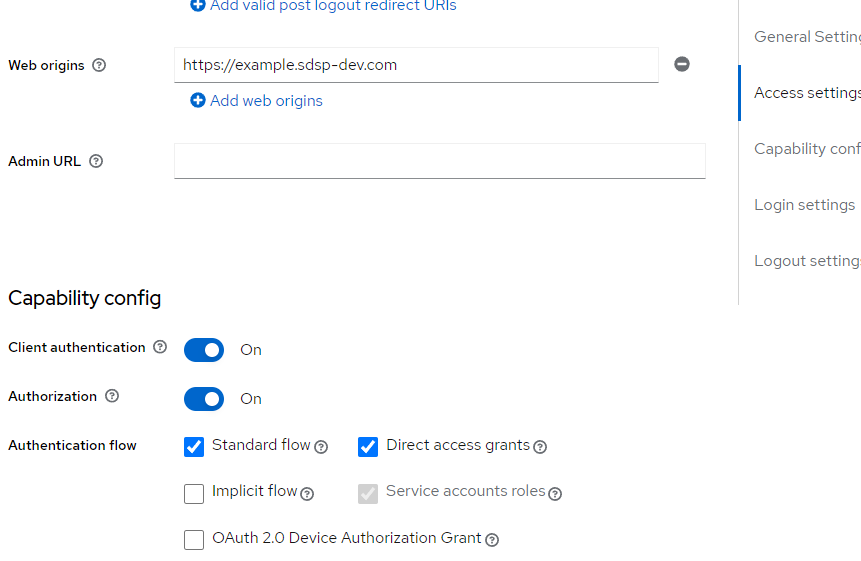 Add valid post logout redirect URIs
Web origins
https://example.sdsp-dev.com
Add web origins
Admin URL
Capability config
Client authentication
On
Authorization
On
Authentication flow
Standard flow
Direct access grants
Implicit flow
Service accounts roles
OAuth 2.0 Device Authorization Grant
General Setting
Access settings
Capability conf
Login settings
Logout settings